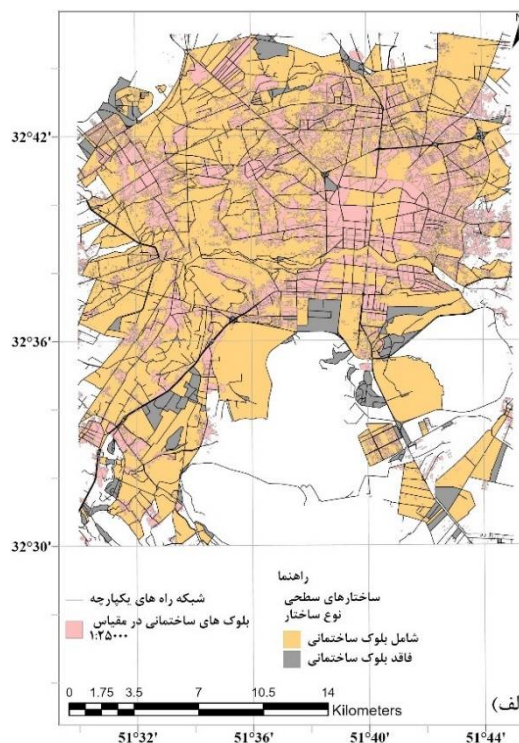 N
32°42'
32°36'
32°30'
راهنما
ساختارهای سطحی
نوع ساختار
شامل بلوک ساختمانی
فاقد بلوک ساختمانی
شبکه راه های یکپارچه
بلوک های ساختمانی در مقیاس
۱:۲۵۰۰۰
0 1.75 3.5 7 10.5 14
Kilometers
الف)
51°32' 51°36' 51°40' 51°44'